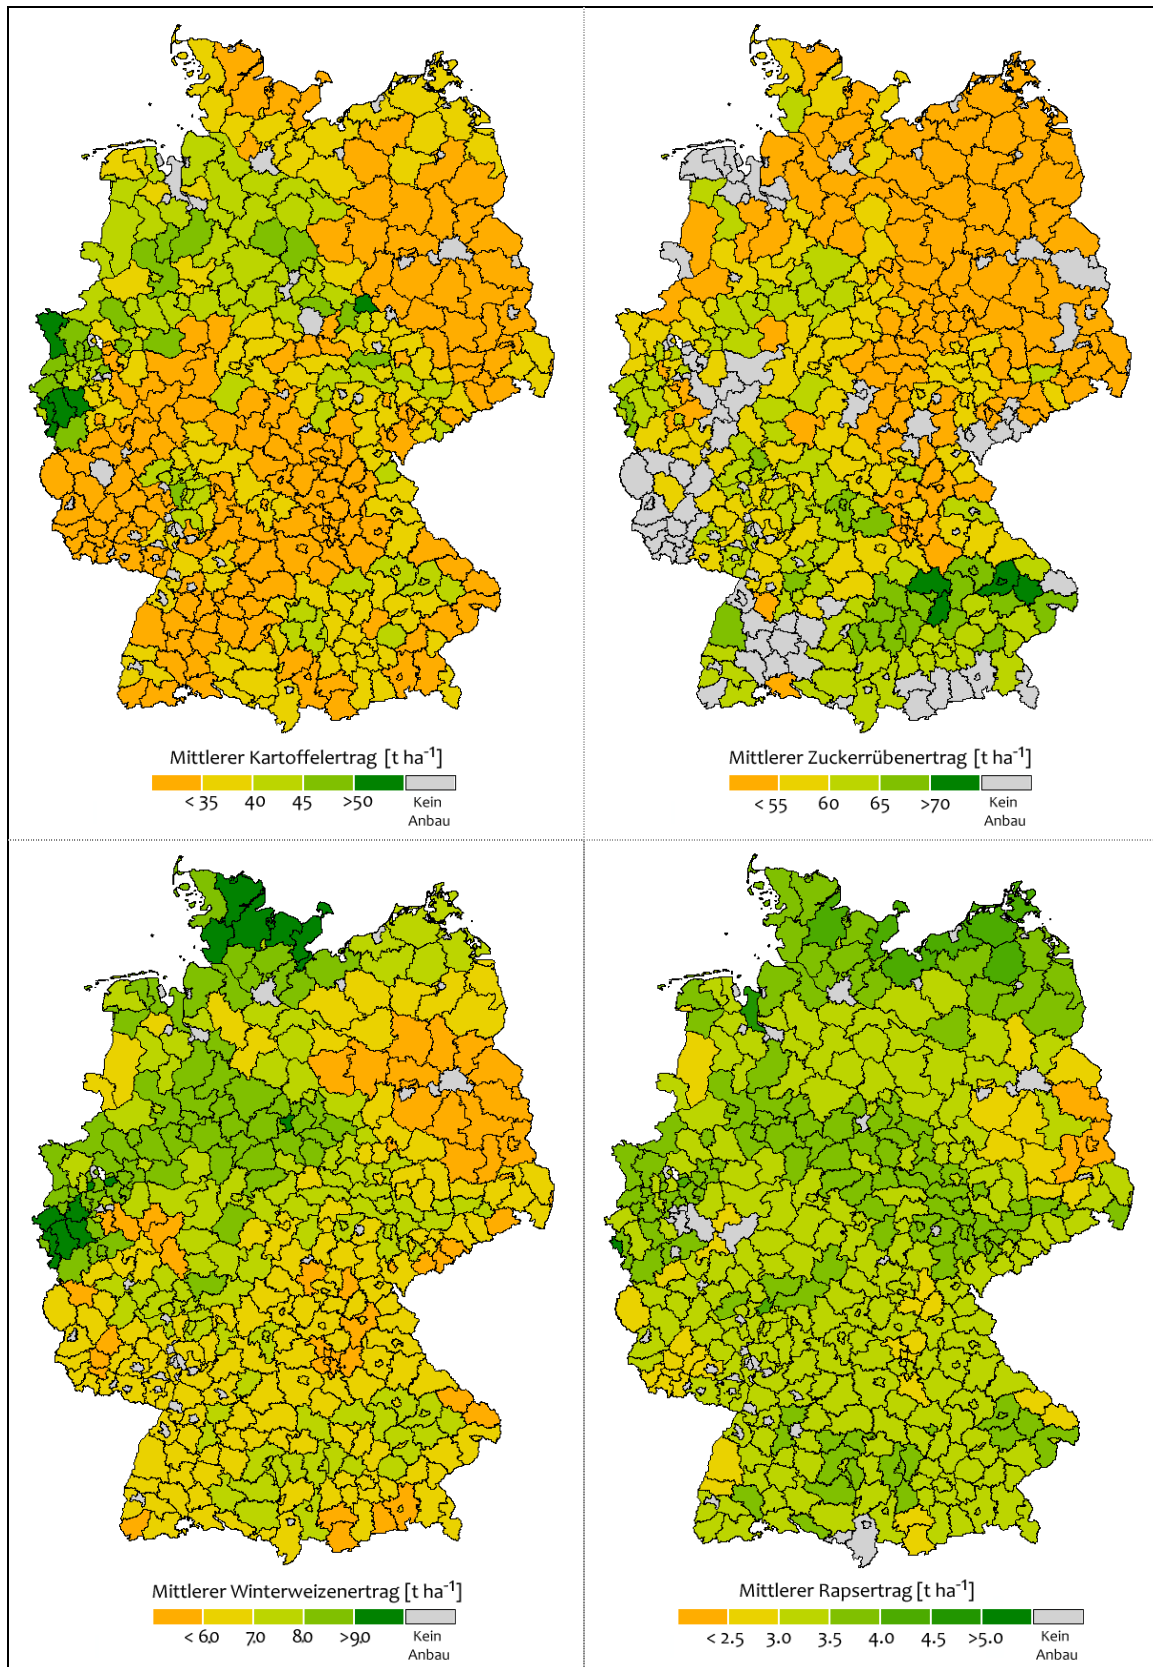 Mittlerer Kartoffelertrag [t ha⁻¹]
< 35 40 45 >50 Kein Anbau
Mittlerer Zuckerrübenertrag [t ha⁻¹]
< 55 60 65 >70 Kein Anbau
Mittlerer Winterweizenertrag [t ha⁻¹]
< 6.0 7.0 8.0 >9.0 Kein Anbau
Mittlerer Rapsertrag [t ha⁻¹]
< 2.5 3.0 3.5 4.0 4.5 >5.0 Kein Anbau